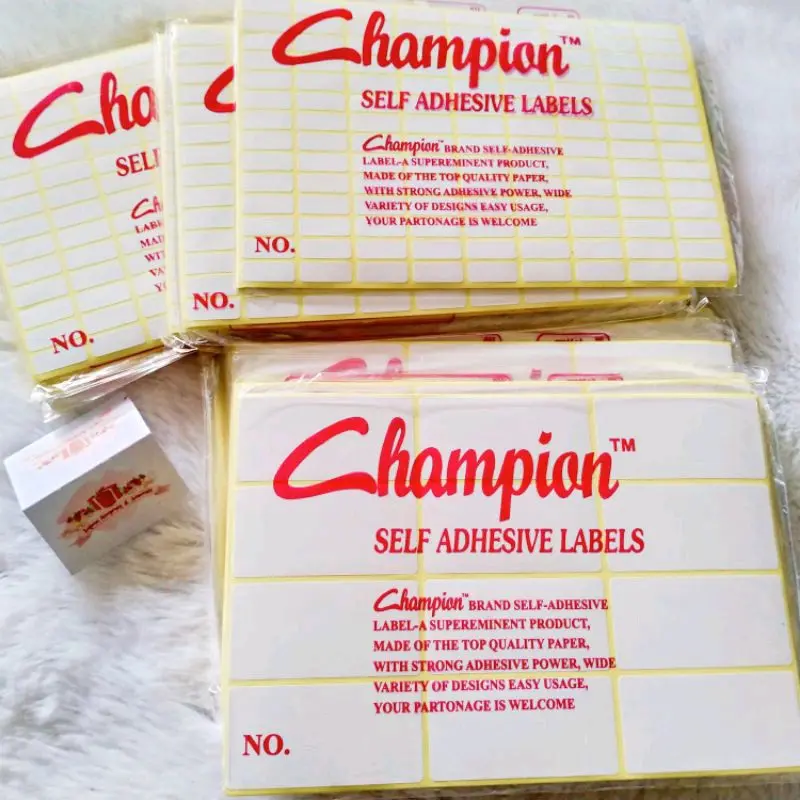 Champion™
SELF ADHESIVE LABELS
Champion™ BRAND SELF-ADHESIVE
LABEL-A SUPEREMINENT PRODUCT,
MADE OF THE TOP QUALITY PAPER,
WITH STRONG ADHESIVE POWER, WIDE
VARIETY OF DESIGNS EASY USAGE,
YOUR PARTONAGE IS WELCOME
NO.
NO.
NO.
Champion™
SELF ADHESIVE LABELS
Champion™ BRAND SELF-ADHESIVE
LABEL-A SUPEREMINENT PRODUCT,
MADE OF THE TOP QUALITY PAPER,
WITH STRONG ADHESIVE POWER, WIDE
VARIETY OF DESIGNS EASY USAGE,
YOUR PARTONAGE IS WELCOME
NO.